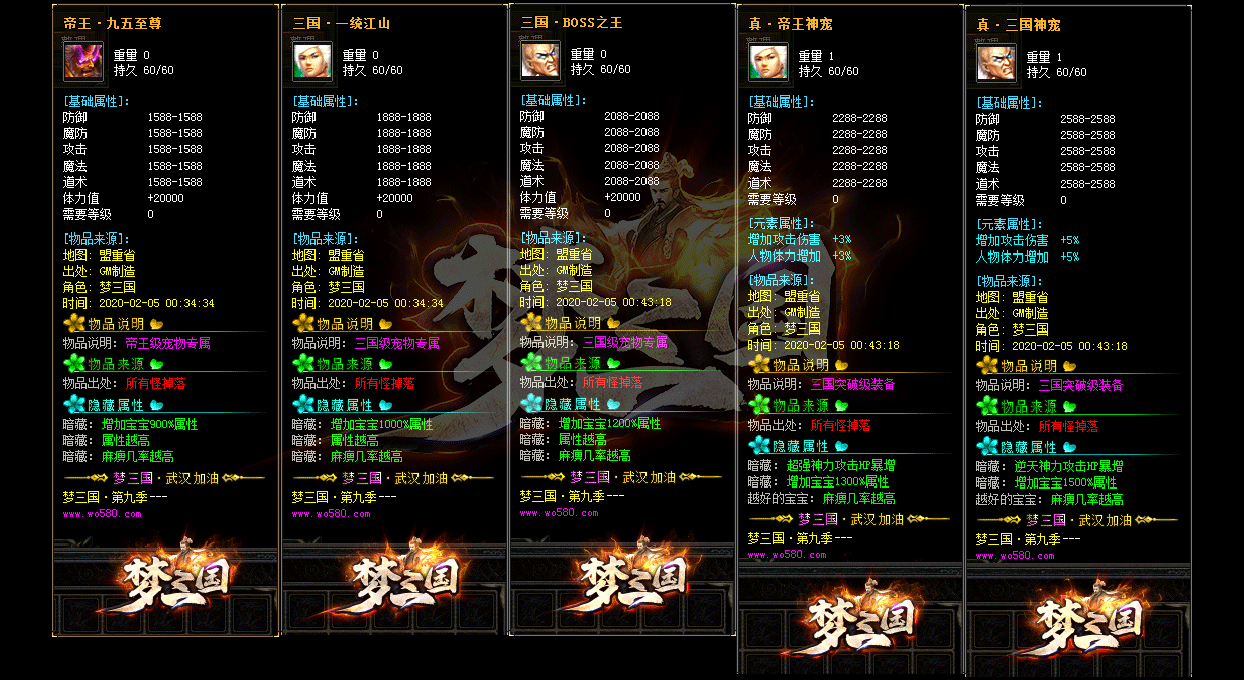 帝王·九五至尊
整理
重量 0
持久 60/60
[基础属性]:
防御 1588-1588
魔防 1588-1588
攻击 1588-1588
魔法 1588-1588
道术 1588-1588
体力值 +20000
需要等级 0
[物品来源]:
地图: 盟重省
出处: GM制造
角色: 梦三国
时间: 2020-02-05 00:34:34
物品说明
物品说明: 帝王级宠物专属
物品来源
物品出处: 所有怪掉落
隐藏属性
暗藏: 增加宝宝900%属性
暗藏: 属性越高
暗藏: 麻痹几率越高
梦三国·武汉加油
梦三国·第九季---
www.wo580.com
梦三国
三国·一统江山
整理
重量 0
持久 60/60
[基础属性]:
防御 1888-1888
魔防 1888-1888
攻击 1888-1888
魔法 1888-1888
道术 1888-1888
体力值 +20000
需要等级 0
[物品来源]:
地图: 盟重省
出处: GM制造
角色: 梦三国
时间: 2020-02-05 00:34:34
物品说明
物品说明: 三国级宠物专属
物品来源
物品出处: 所有怪掉落
隐藏属性
暗藏: 增加宝宝1000%属性
暗藏: 属性越高
暗藏: 麻痹几率越高
梦三国·武汉加油
梦三国·第九季---
www.wo580.com
梦三国
三国·BOSS之王
整理
重量 0
持久 60/60
[基础属性]:
防御 2088-2088
魔防 2088-2088
攻击 2088-2088
魔法 2088-2088
道术 2088-2088
体力值 +20000
需要等级 0
[物品来源]:
地图: 盟重省
出处: GM制造
角色: 梦三国
时间: 2020-02-05 00:43:18
物品说明
物品说明: 三国级宠物专属
物品来源
物品出处: 所有怪掉落
隐藏属性
暗藏: 增加宝宝1200%属性
暗藏: 属性越高
暗藏: 麻痹几率越高
梦三国·武汉加油
梦三国·第九季---
www.wo580.com
梦三国
真·帝王神宠
整理
重量 1
持久 60/60
[基础属性]:
防御 2288-2288
魔防 2288-2288
攻击 2288-2288
魔法 2288-2288
道术 2288-2288
需要等级 0
[元素属性]:
增加攻击伤害 +3%
人物体力增加 +3%
[物品来源]:
地图: 盟重省
出处: GM制造
角色: 梦三国
时间: 2020-02-05 00:43:18
物品说明
物品说明: 三国突破级装备
物品来源
物品出处: 所有怪掉落
隐藏属性
暗藏: 超强神力攻击HP暴增
暗藏: 增加宝宝1300%属性
越好的宝宝: 麻痹几率越高
梦三国·武汉加油
梦三国·第九季---
www.wo580.com
梦三国
真·三国神宠
整理
重量 1
持久 60/60
[基础属性]:
防御 2588-2588
魔防 2588-2588
攻击 2588-2588
魔法 2588-2588
道术 2588-2588
需要等级 0
[元素属性]:
增加攻击伤害 +5%
人物体力增加 +5%
[物品来源]:
地图: 盟重省
出处: GM制造
角色: 梦三国
时间: 2020-02-05 00:43:18
物品说明
物品说明: 三国突破级装备
物品来源
物品出处: 所有怪掉落
隐藏属性
暗藏: 逆天神力攻击HP暴增
暗藏: 增加宝宝1500%属性
越好的宝宝: 麻痹几率越高
梦三国·武汉加油
梦三国·第九季---
www.wo580.com
梦三国
梦三国